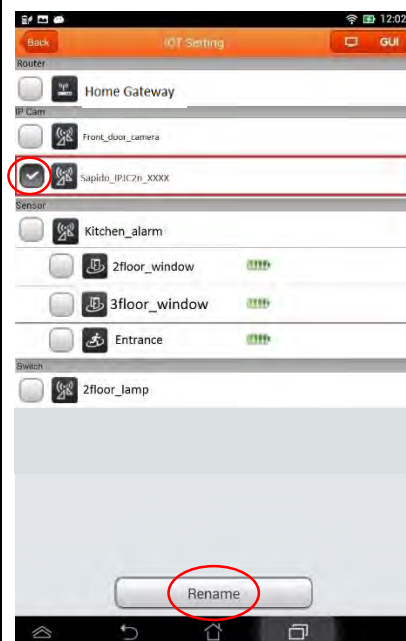 12:02
Back IOT Setting GUI
Router
Home Gateway
IP Cam
Front_door_camera
Sapido_IPJC2n_XXXX
Sensor
Kitchen_alarm
2floor_window
3floor_window
Entrance
Switch
2floor_lamp
Rename